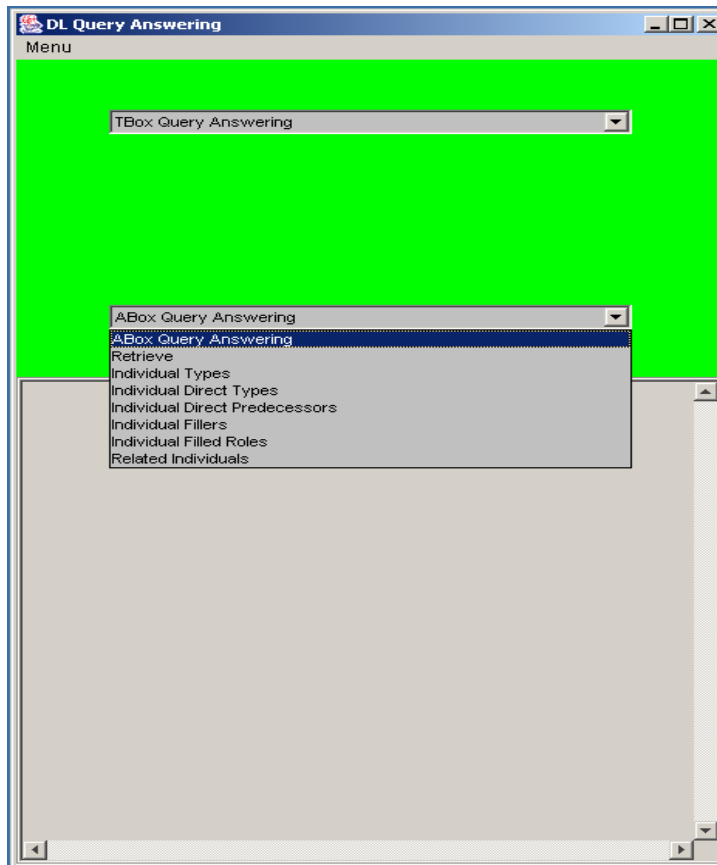 DL Query Answering
Menu
TBox Query Answering
ABox Query Answering
ABox Query Answering
Retrieve
Individual Types
Individual Direct Types
Individual Direct Predecessors
Individual Fillers
Individual Filled Roles
Related Individuals